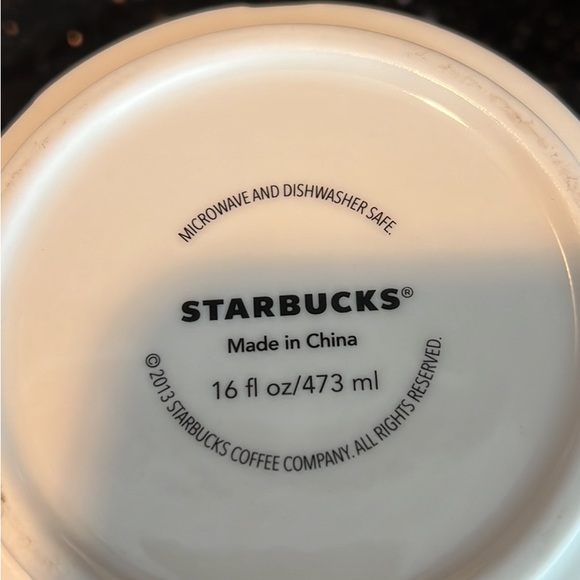 MICROWAVE AND DISHWASHER SAFE.
STARBUCKS®
Made in China
16 fl oz/473 ml
© 2013 STARBUCKS COFFEE COMPANY. ALL RIGHTS RESERVED.